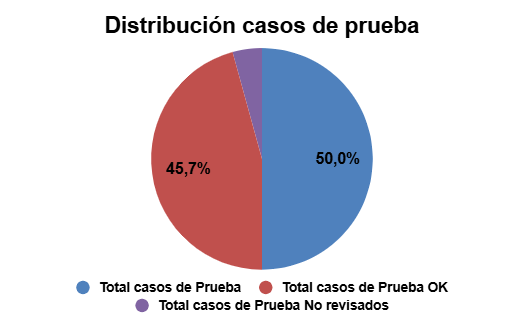 Distribución casos de prueba
50,0%
45,7%
Total casos de Prueba
Total casos de Prueba OK
Total casos de Prueba No revisados